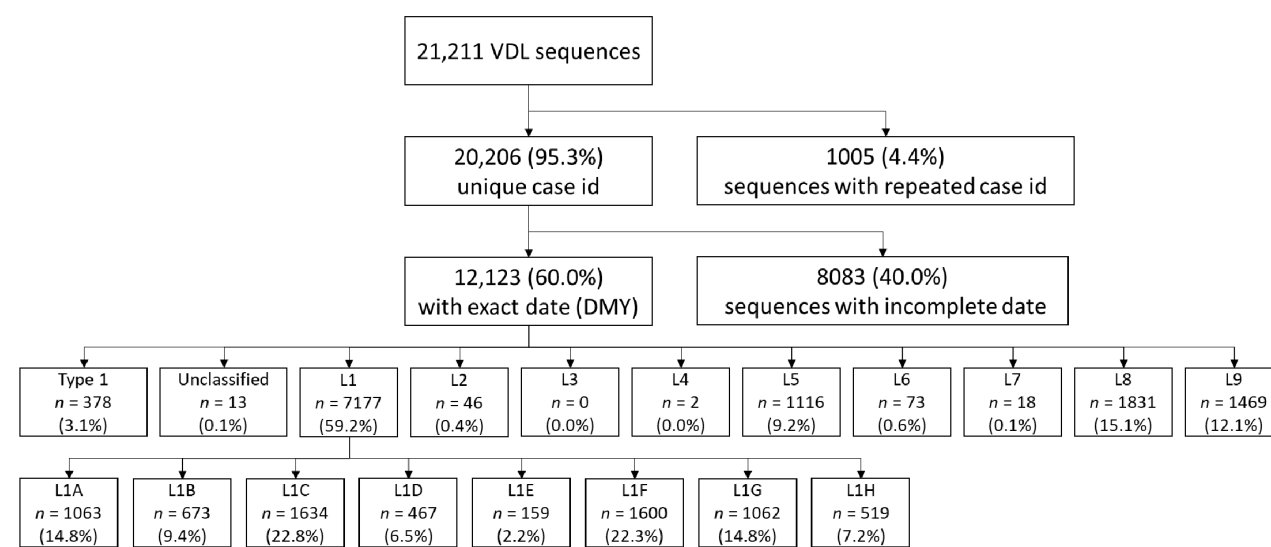 21,211 VDL sequences
20,206 (95.3%)
unique case id
1005 (4.4%)
sequences with repeated case id
12,123 (60.0%)
with exact date (DMY)
8083 (40.0%)
sequences with incomplete date
Type 1
n = 378
(3.1%)
Unclassified
n = 13
(0.1%)
L1
n = 7177
(59.2%)
L2
n = 46
(0.4%)
L3
n = 0
(0.0%)
L4
n = 2
(0.0%)
L5
n = 1116
(9.2%)
L6
n = 73
(0.6%)
L7
n = 18
(0.1%)
L8
n = 1831
(15.1%)
L9
n = 1469
(12.1%)
L1A
n = 1063
(14.8%)
L1B
n = 673
(9.4%)
L1C
n = 1634
(22.8%)
L1D
n = 467
(6.5%)
L1E
n = 159
(2.2%)
L1F
n = 1600
(22.3%)
L1G
n = 1062
(14.8%)
L1H
n = 519
(7.2%)